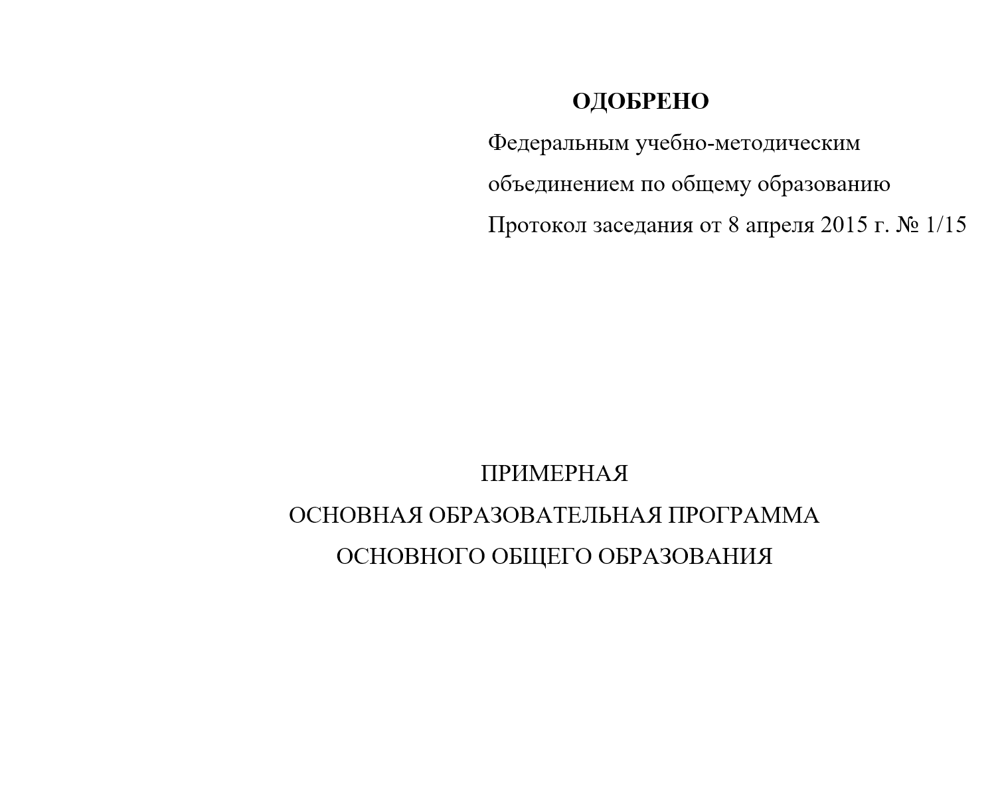 ОДОБРЕНО
Федеральным учебно-методическим
объединением по общему образованию
Протокол заседания от 8 апреля 2015 г. № 1/15
ПРИМЕРНАЯ
ОСНОВНАЯ ОБРАЗОВАТЕЛЬНАЯ ПРОГРАММА
ОСНОВНОГО ОБЩЕГО ОБРАЗОВАНИЯ